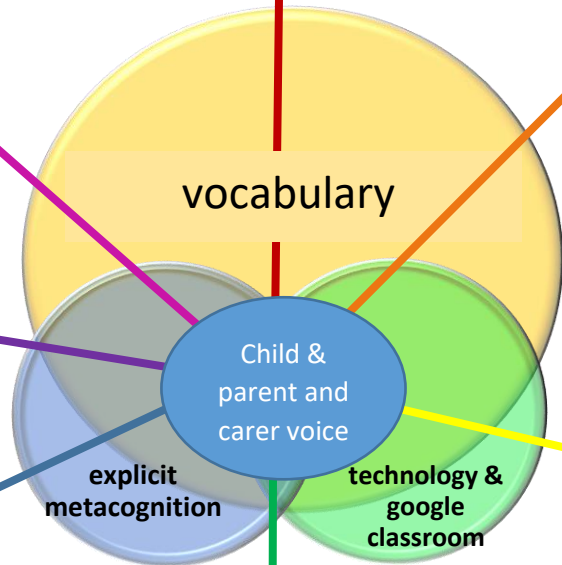 vocabulary
Child &
parent and
carer voice
explicit
metacognition
technology &
google
classroom